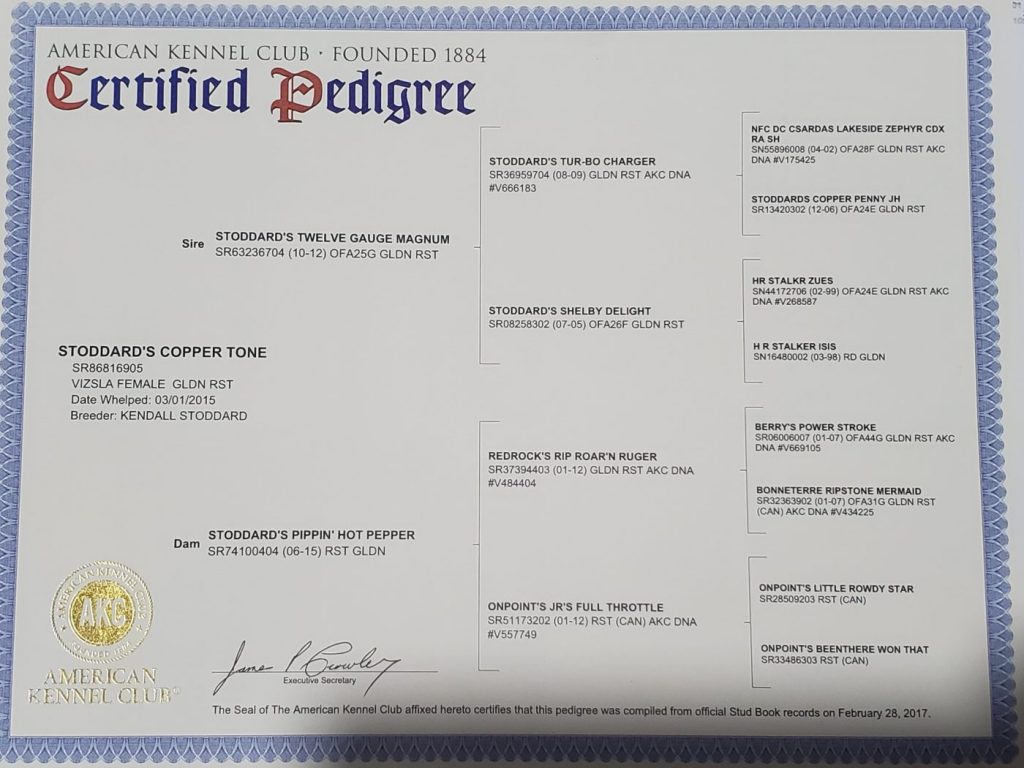 AMERICAN KENNEL CLUB · FOUNDED 1884
Certified Pedigree
NFC DC CSARDAS LAKESIDE ZEPHYR CDX
RA SH
SN55896008 (04-02) OFA28F GLDN RST AKC
DNA #V175425
STODDARD'S TUR-BO CHARGER
SR36959704 (08-09) GLDN RST AKC DNA
#V666183
STODDARDS COPPER PENNY JH
SR13420302 (12-06) OFA24E GLDN RST
Sire
STODDARD'S TWELVE GAUGE MAGNUM
SR63236704 (10-12) OFA25G GLDN RST
HR STALKR ZUES
SN44172706 (02-99) OFA24E GLDN RST AKC
DNA #V268587
STODDARD'S SHELBY DELIGHT
SR08258302 (07-05) OFA26F GLDN RST
H R STALKER ISIS
SN16480002 (03-98) RD GLDN
STODDARD'S COPPER TONE
SR86816905
VIZSLA FEMALE GLDN RST
Date Whelped: 03/01/2015
Breeder: KENDALL STODDARD
BERRY'S POWER STROKE
SR06006007 (01-07) OFA44G GLDN RST AKC
DNA #V669105
REDROCK'S RIP ROAR'N RUGER
SR37394403 (01-12) GLDN RST AKC DNA
#V484404
BONNETERRE RIPSTONE MERMAID
SR32363902 (01-07) OFA31G GLDN RST
(CAN) AKC DNA #V434225
Dam
STODDARD'S PIPPIN' HOT PEPPER
SR74100404 (06-15) RST GLDN
ONPOINT'S LITTLE ROWDY STAR
SR28509203 RST (CAN)
ONPOINT'S JR'S FULL THROTTLE
SR51173202 (01-12) RST (CAN) AKC DNA
#V557749
ONPOINT'S BEENTHERE WON THAT
SR33486303 RST (CAN)
AMERICAN KENNEL CLUB
AKC
FOUNDED 1884
AMERICAN
KENNEL CLUB®
James P Crowley
Executive Secretary
The Seal of The American Kennel Club affixed hereto certifies that this pedigree was compiled from official Stud Book records on February 28, 2017.